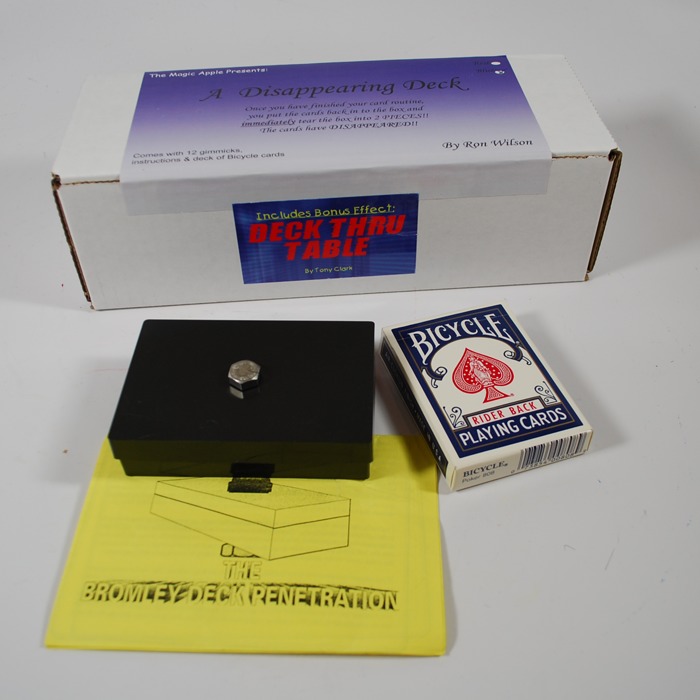 The Magic Apple Presents:
A Disappearing Deck
Once you have finished your card routine,
you put the cards back in to the box and
immediately tear the box into 2 PIECES!!
The cards have DISAPPEARED!!
Comes with 12 gimmicks,
instructions & deck of Bicycle cards
By Ron Wilson
Includes Bonus Effect:
DECK THRU
TABLE
By Tony Clark
BICYCLE
RIDER BACK
PLAYING CARDS
BICYCLE
Poker 808
THE
BROMLEY DECK PENETRATION